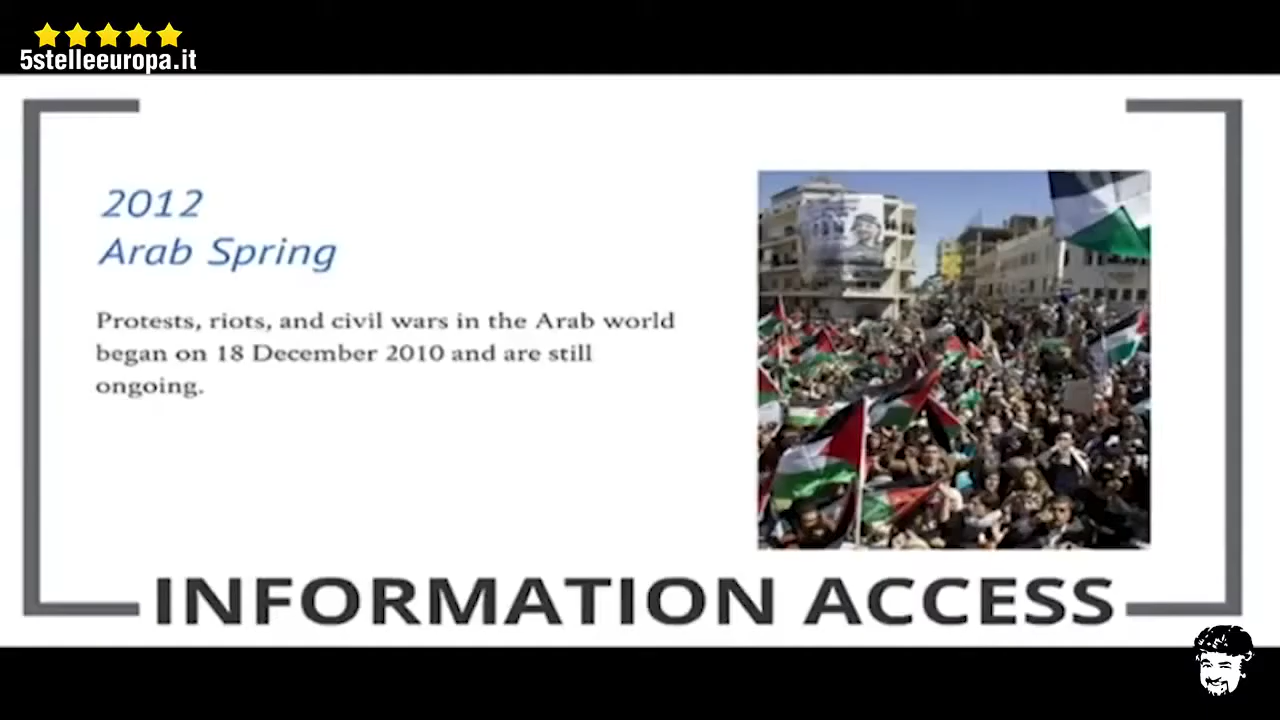 5stelleeuropa.it
2012
Arab Spring
Protests, riots, and civil wars in the Arab world
began on 18 December 2010 and are still
ongoing.
INFORMATION ACCESS